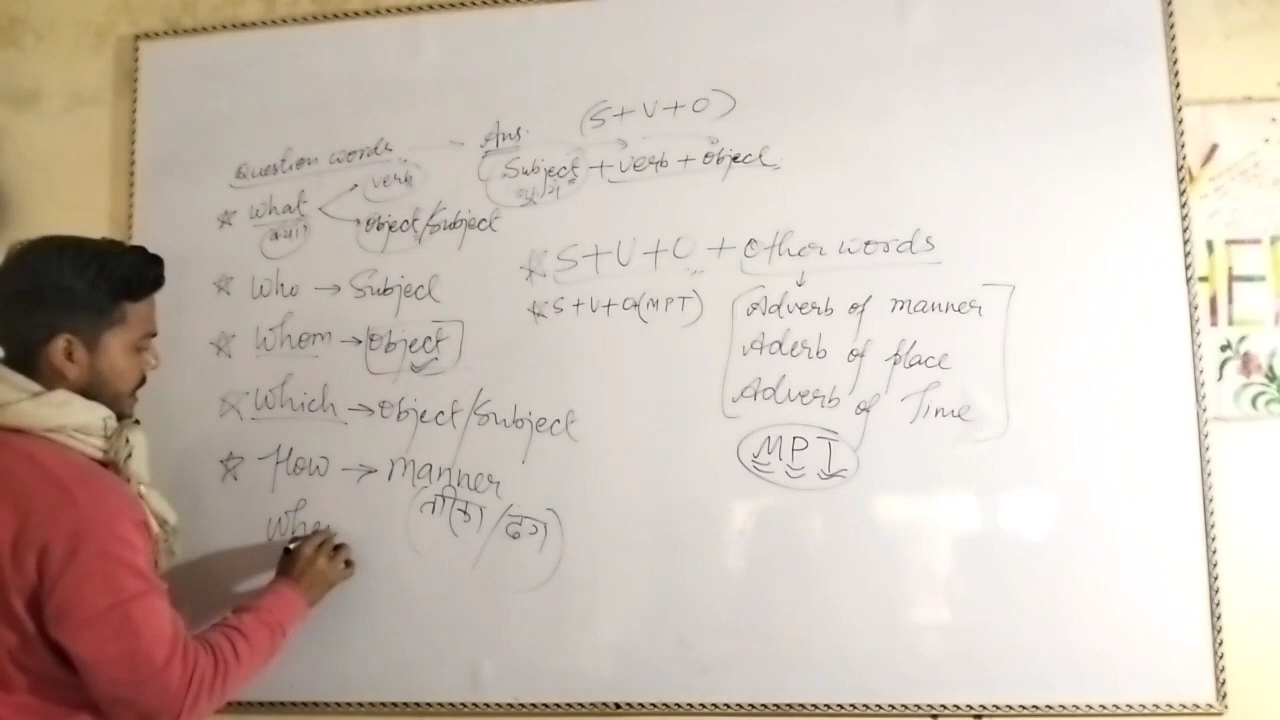 (S+V+O)
Question words - Ans.
Subject + verb + object
verb
* What
क्या?
object/Subject
* Who → Subject
* Whom → Object
* Which → Object/Subject
* How → manner
(तरीका/ढंग)
Whe
* S+V+O + Other words
* S+V+O+(MPT)
Adverb of manner
Aderb of place
Adverb of Time
MPT